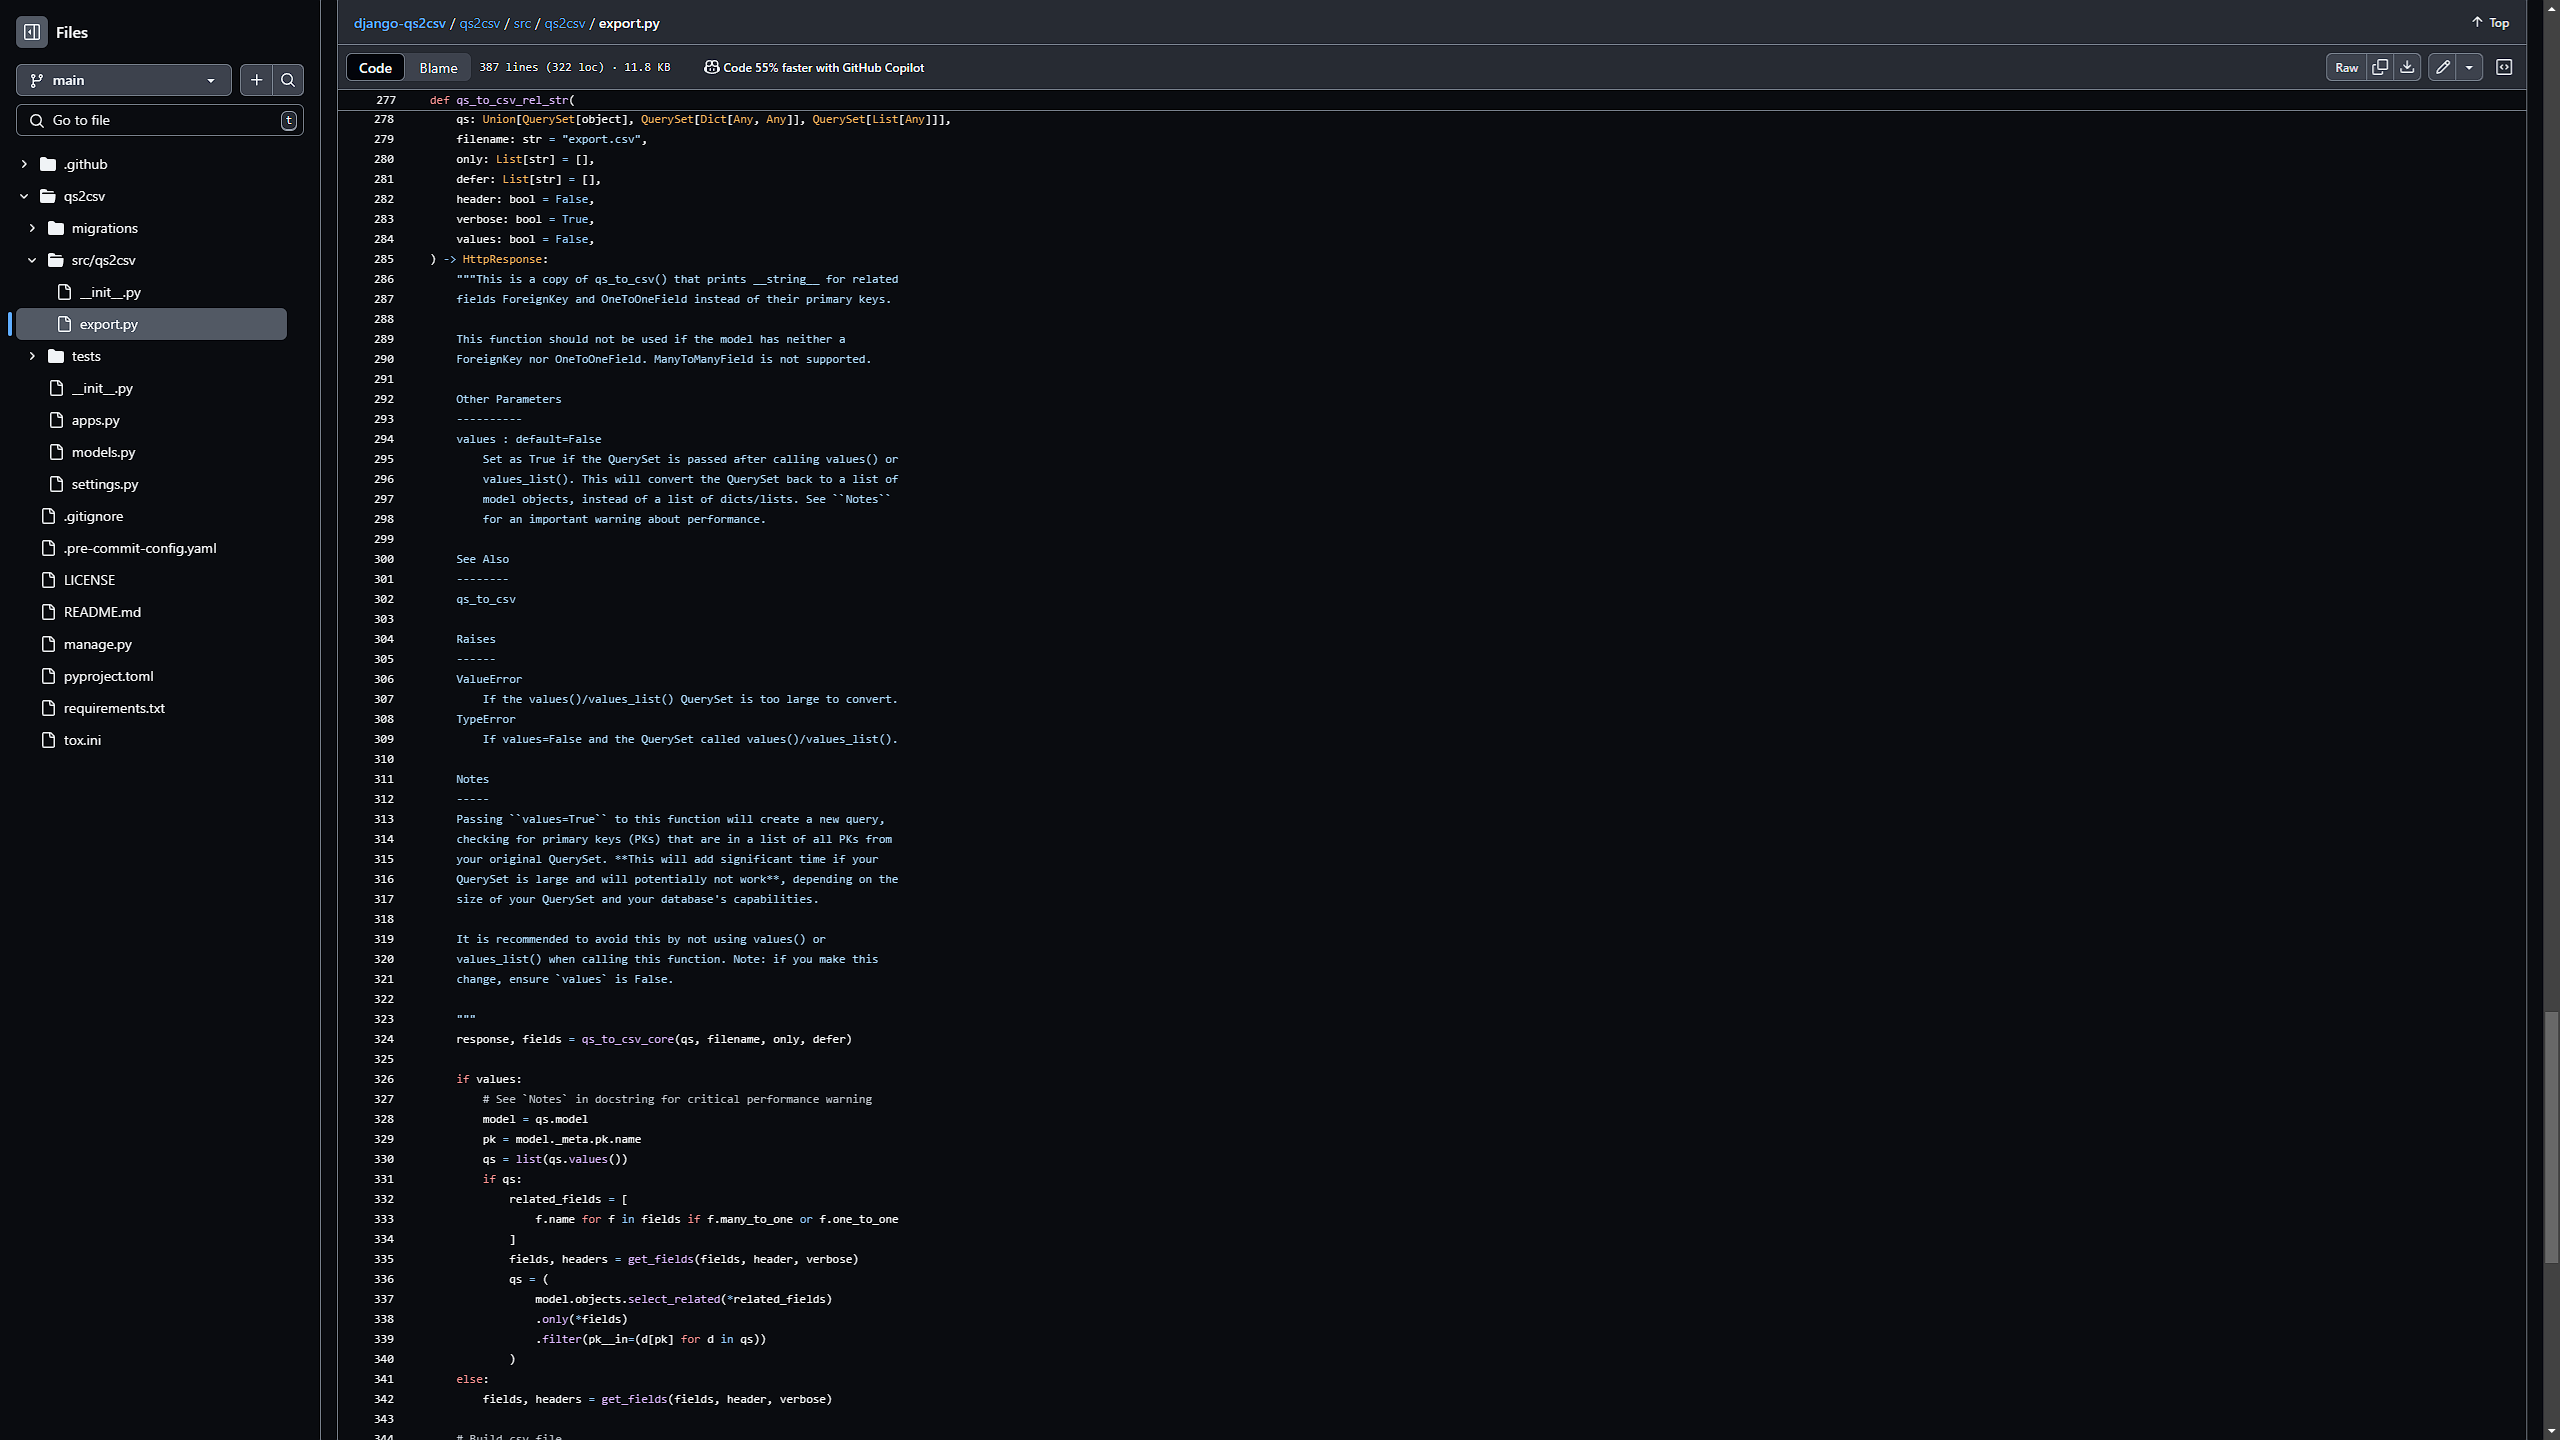 Files
main
Go to file
t
.github
qs2csv
migrations
src/qs2csv
__init__.py
export.py
tests
__init__.py
apps.py
models.py
settings.py
.gitignore
.pre-commit-config.yaml
LICENSE
README.md
manage.py
pyproject.toml
requirements.txt
tox.ini
django-qs2csv / qs2csv / src / qs2csv / export.py
Top
Code Blame 387 lines (322 loc) · 11.8 KB Code 55% faster with GitHub Copilot
Raw
277 def qs_to_csv_rel_str(
278     qs: Union[QuerySet[object], QuerySet[Dict[Any, Any]], QuerySet[List[Any]]],
279     filename: str = "export.csv",
280     only: List[str] = [],
281     defer: List[str] = [],
282     header: bool = False,
283     verbose: bool = True,
284     values: bool = False,
285 ) -> HttpResponse:
286     """This is a copy of qs_to_csv() that prints __string__ for related
287     fields ForeignKey and OneToOneField instead of their primary keys.
288
289     This function should not be used if the model has neither a
290     ForeignKey nor OneToOneField. ManyToManyField is not supported.
291
292     Other Parameters
293     ----------
294     values : default=False
295         Set as True if the QuerySet is passed after calling values() or
296         values_list(). This will convert the QuerySet back to a list of
297         model objects, instead of a list of dicts/lists. See ``Notes``
298         for an important warning about performance.
299
300     See Also
301     --------
302     qs_to_csv
303
304     Raises
305     ------
306     ValueError
307         If the values()/values_list() QuerySet is too large to convert.
308     TypeError
309         If values=False and the QuerySet called values()/values_list().
310
311     Notes
312     -----
313     Passing ``values=True`` to this function will create a new query,
314     checking for primary keys (PKs) that are in a list of all PKs from
315     your original QuerySet. **This will add significant time if your
316     QuerySet is large and will potentially not work**, depending on the
317     size of your QuerySet and your database's capabilities.
318
319     It is recommended to avoid this by not using values() or
320     values_list() when calling this function. Note: if you make this
321     change, ensure `values` is False.
322
323     """
324     response, fields = qs_to_csv_core(qs, filename, only, defer)
325
326     if values:
327         # See `Notes` in docstring for critical performance warning
328         model = qs.model
329         pk = model._meta.pk.name
330         qs = list(qs.values())
331         if qs:
332             related_fields = [
333                 f.name for f in fields if f.many_to_one or f.one_to_one
334             ]
335             fields, headers = get_fields(fields, header, verbose)
336             qs = (
337                 model.objects.select_related(*related_fields)
338                 .only(*fields)
339                 .filter(pk__in=(d[pk] for d in qs))
340             )
341     else:
342         fields, headers = get_fields(fields, header, verbose)
343
344     # Build csv file